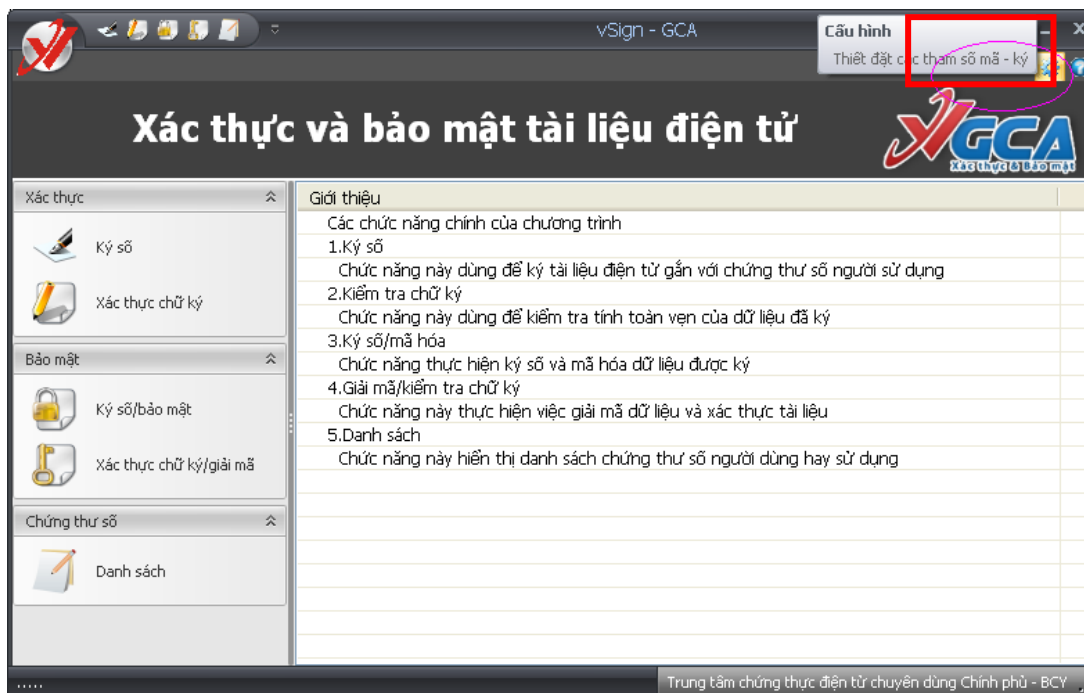 vSign - GCA
Cấu hình
Thiết đặt các tham số mã - ký
Xác thực và bảo mật tài liệu điện tử
GCA
Xác thực & Bảo mật
Xác thực
Ký số
Xác thực chữ ký
Bảo mật
Ký số/bảo mật
Xác thực chữ ký/giải mã
Chứng thư số
Danh sách
Giới thiệu
Các chức năng chính của chương trình
1.Ký số
Chức năng này dùng để ký tài liệu điện tử gắn với chứng thư số người sử dụng
2.Kiểm tra chữ ký
Chức năng này dùng để kiểm tra tính toàn vẹn của dữ liệu đã ký
3.Ký số/mã hóa
Chức năng thực hiện ký số và mã hóa dữ liệu được ký
4.Giải mã/kiểm tra chữ ký
Chức năng này thực hiện việc giải mã dữ liệu và xác thực tài liệu
5.Danh sách
Chức năng này hiển thị danh sách chứng thư số người dùng hay sử dụng
.....
Trung tâm chứng thực điện tử chuyên dùng Chính phủ - BCY